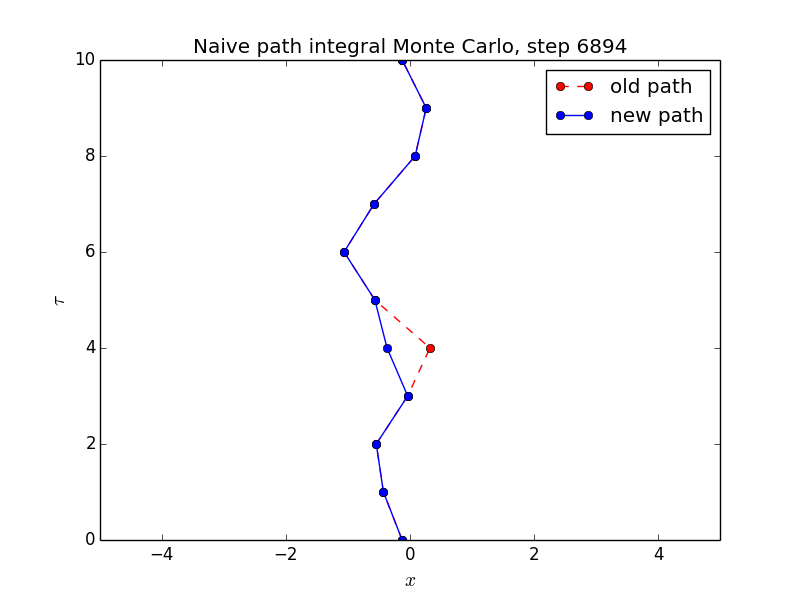 Naive path integral Monte Carlo, step 6894
old path
new path
10
8
6
4
2
0
τ
−4 −2 0 2 4
x